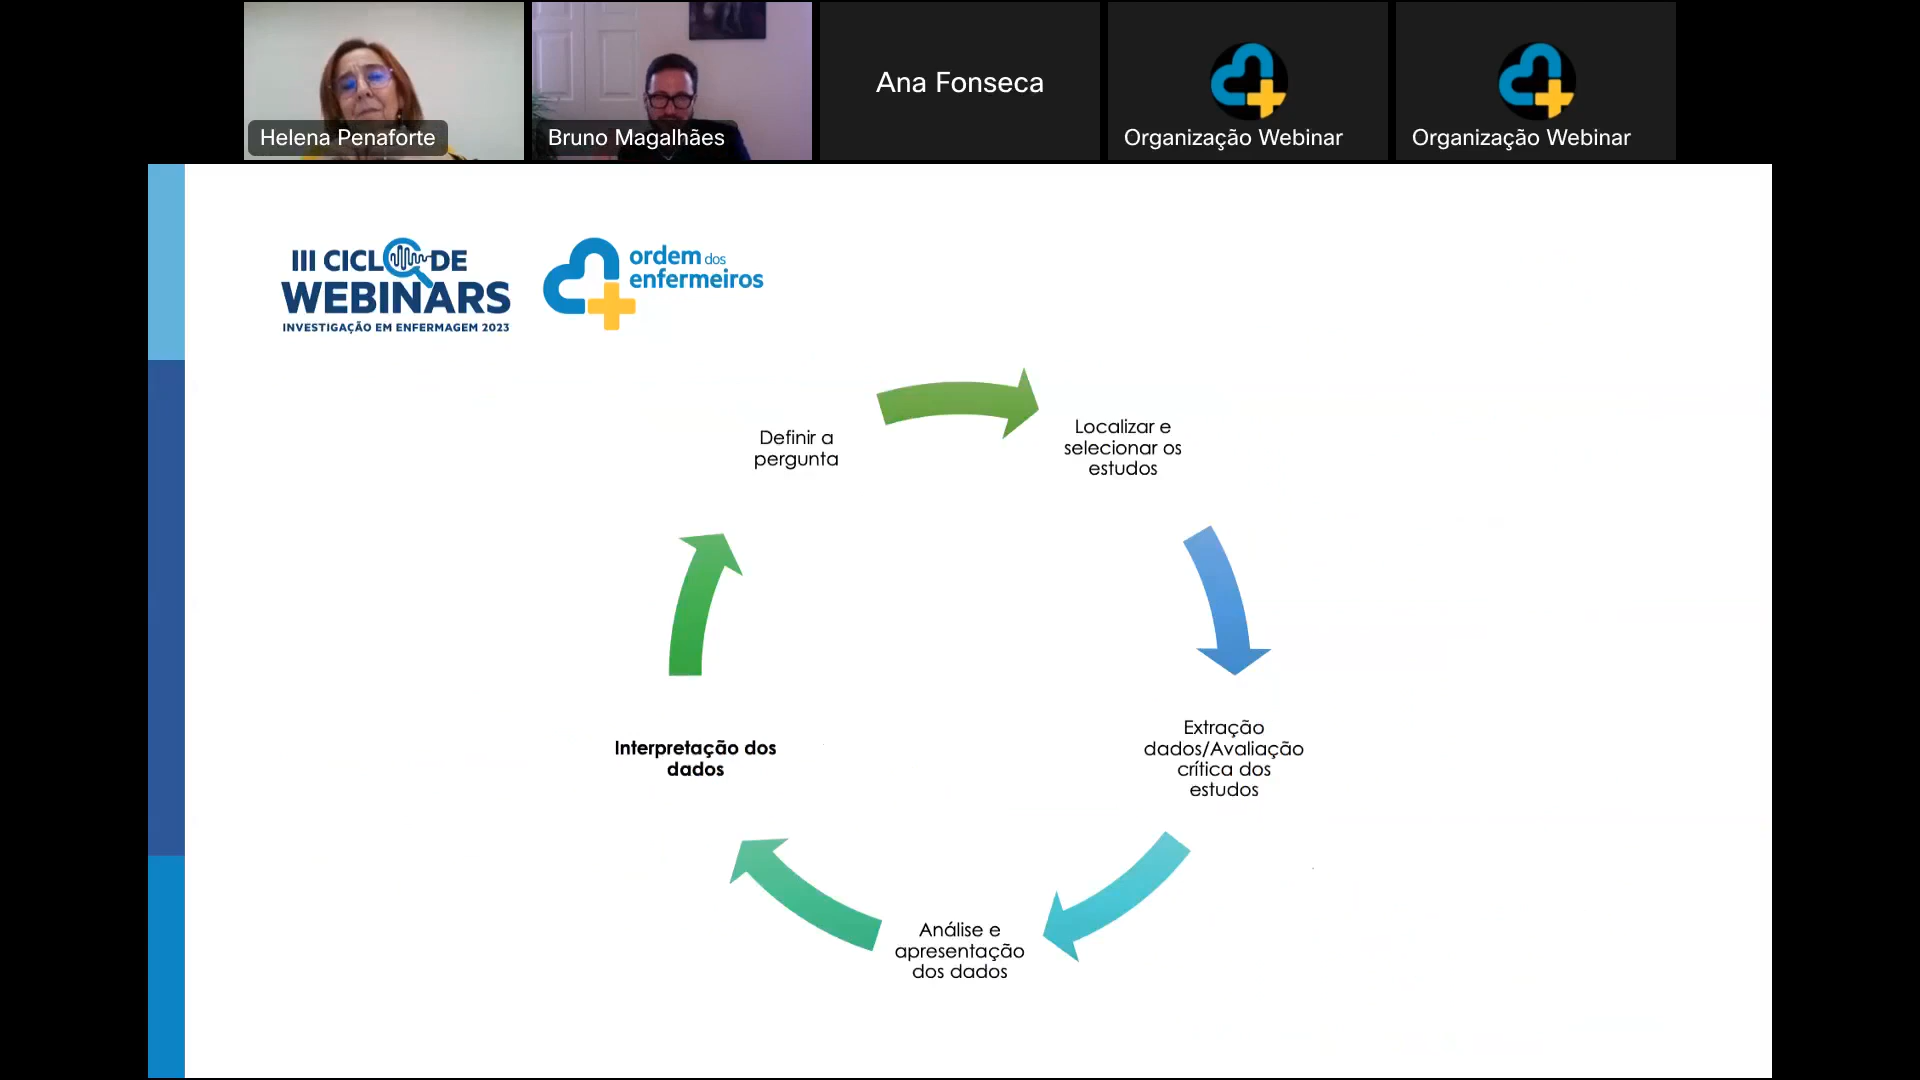 Helena Penaforte
Bruno Magalhães
Ana Fonseca
Organização Webinar
Organização Webinar
III CICLO DE
WEBINARS
INVESTIGAÇÃO EM ENFERMAGEM 2023
ordem dos
enfermeiros
Definir a
pergunta
Localizar e
selecionar os
estudos
Extração
dados/Avaliação
crítica dos
estudos
Análise e
apresentação
dos dados
Interpretação dos
dados